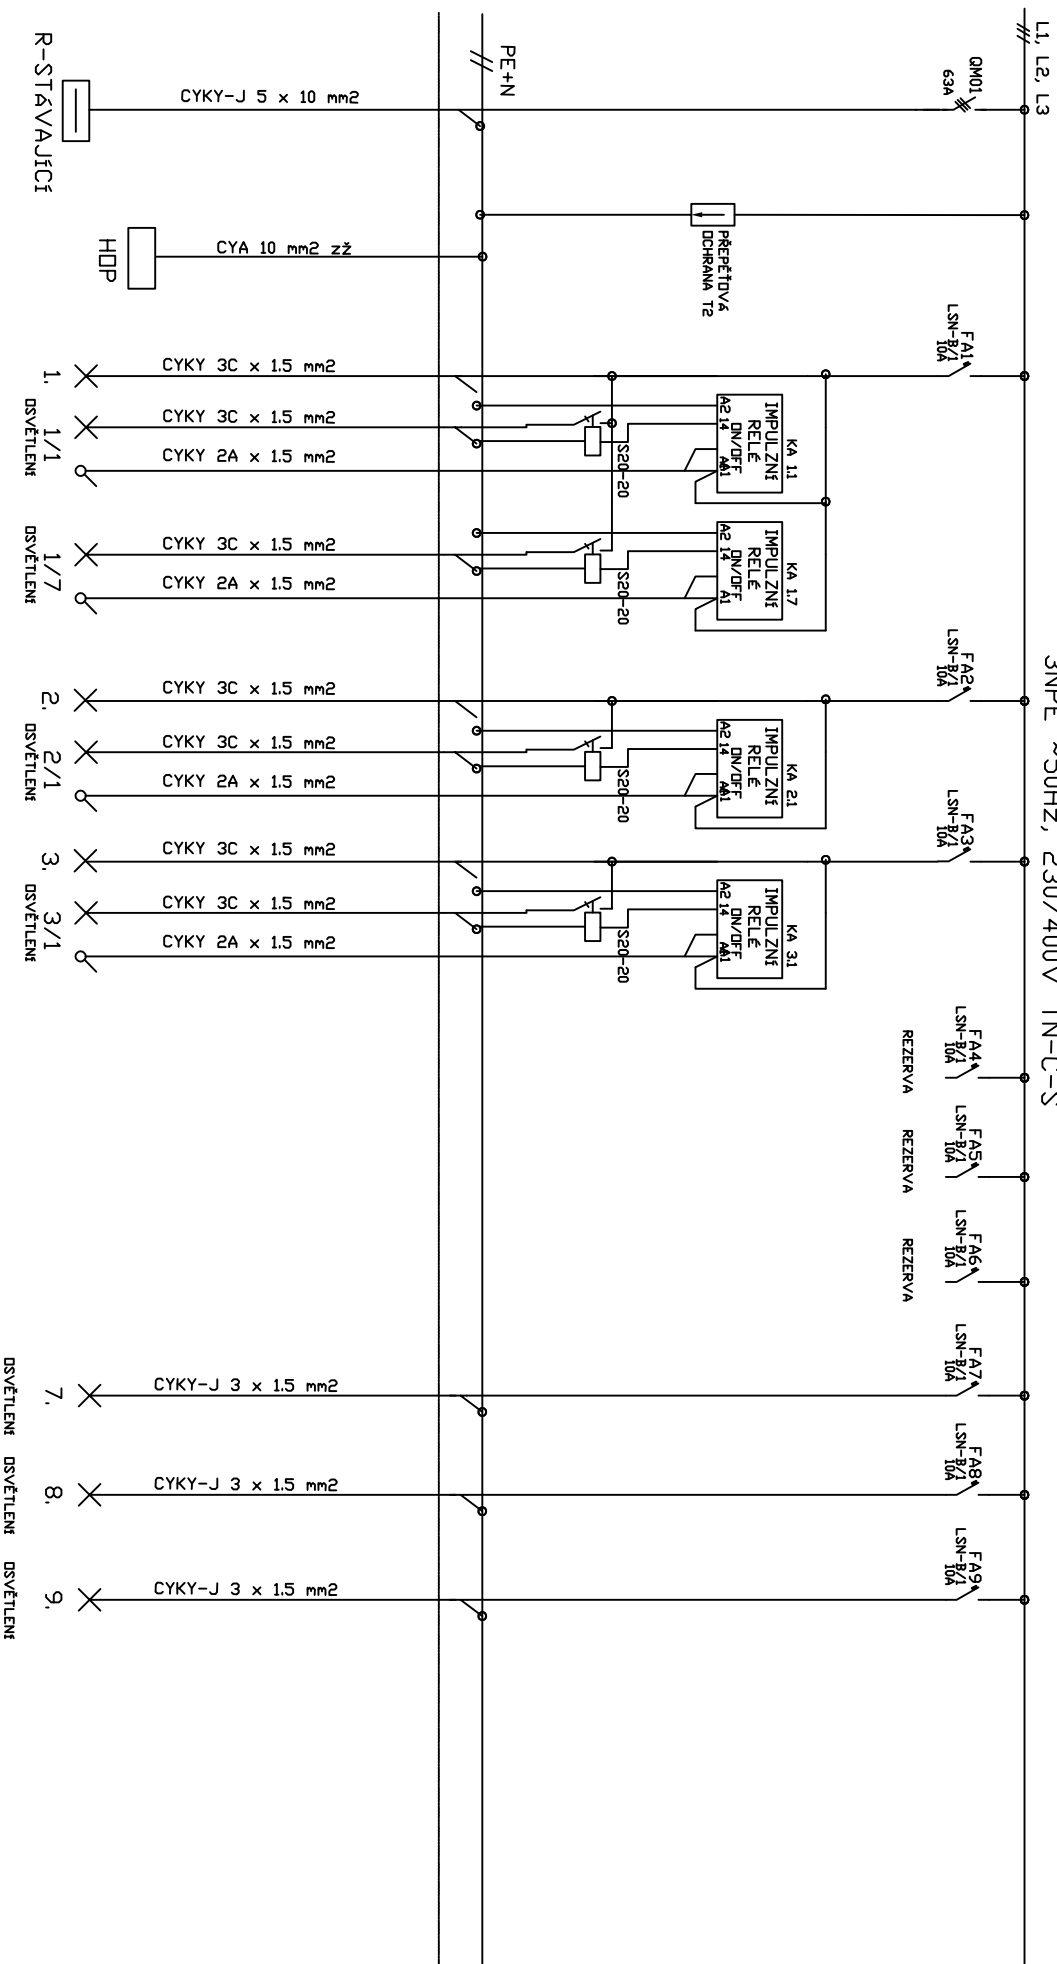 L1, L2, L3
3NPE ~50HZ, 230/400V TN-C-S
QM01
63A
PE+N
CYKY-J 5 x 10 mm2
R-STÁVAJÍCÍ
PŘEPĚŤOVÁ
OCHRANA T2
CYA 10 mm2 zž
HOP
FA1
LSN-B/1
10A
CYKY 3C x 1.5 mm2
1.
KA 1.1
IMPULZNÍ
RELÉ
ON/OFF
A2 14
A1
S20-20
CYKY 3C x 1.5 mm2
CYKY 2A x 1.5 mm2
1/1
OSVĚTLENÍ
KA 1.7
IMPULZNÍ
RELÉ
ON/OFF
A2 14
A1
S20-20
CYKY 3C x 1.5 mm2
CYKY 2A x 1.5 mm2
1/7
OSVĚTLENÍ
FA2
LSN-B/1
10A
CYKY 3C x 1.5 mm2
2.
KA 2.1
IMPULZNÍ
RELÉ
ON/OFF
A2 14
A1
S20-20
CYKY 3C x 1.5 mm2
CYKY 2A x 1.5 mm2
2/1
OSVĚTLENÍ
FA3
LSN-B/1
10A
CYKY 3C x 1.5 mm2
3.
KA 3.1
IMPULZNÍ
RELÉ
ON/OFF
A2 14
A1
S20-20
CYKY 3C x 1.5 mm2
CYKY 2A x 1.5 mm2
3/1
OSVĚTLENÍ
FA4
LSN-B/1
10A
REZERVA
FA5
LSN-B/1
10A
REZERVA
FA6
LSN-B/1
10A
REZERVA
FA7
LSN-B/1
10A
CYKY-J 3 x 1.5 mm2
7.
OSVĚTLENÍ
FA8
LSN-B/1
10A
CYKY-J 3 x 1.5 mm2
8.
OSVĚTLENÍ
FA9
LSN-B/1
10A
CYKY-J 3 x 1.5 mm2
9.
OSVĚTLENÍ